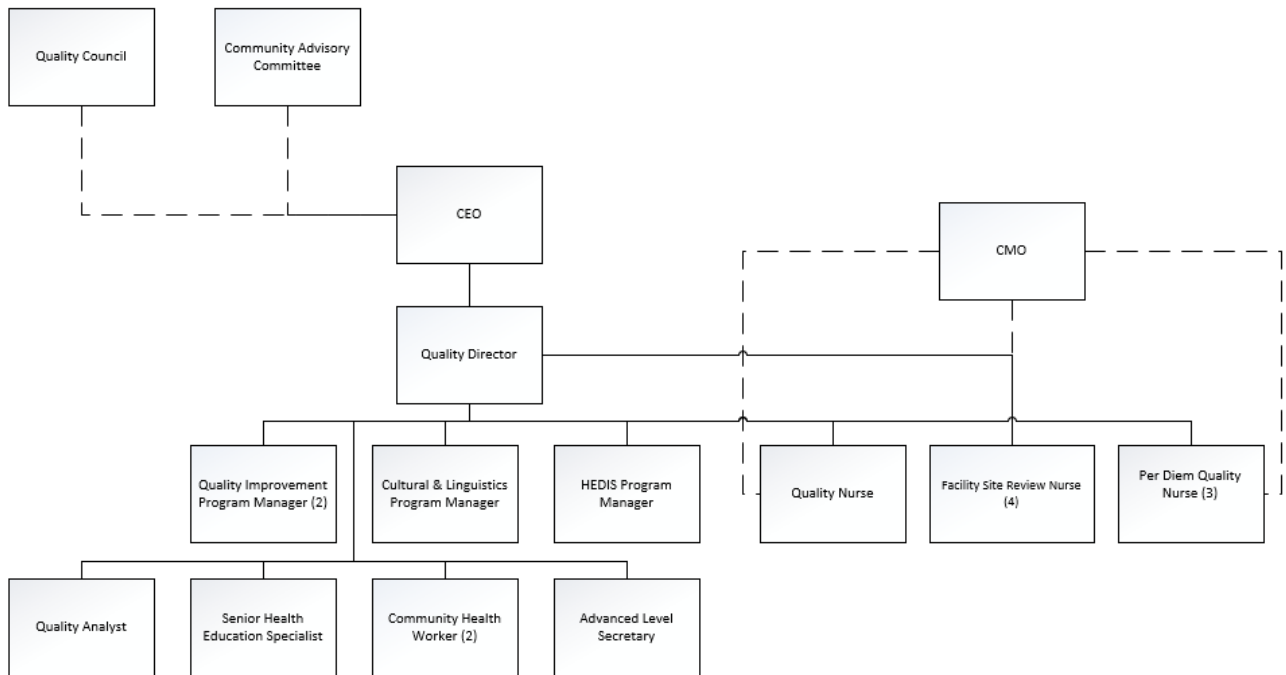 Quality Council
Community Advisory
Committee
CEO
CMO
Quality Director
Quality Improvement
Program Manager (2)
Cultural & Linguistics
Program Manager
HEDIS Program
Manager
Quality Nurse
Facility Site Review Nurse
(4)
Per Diem Quality
Nurse (3)
Quality Analyst
Senior Health
Education Specialist
Community Health
Worker (2)
Advanced Level
Secretary